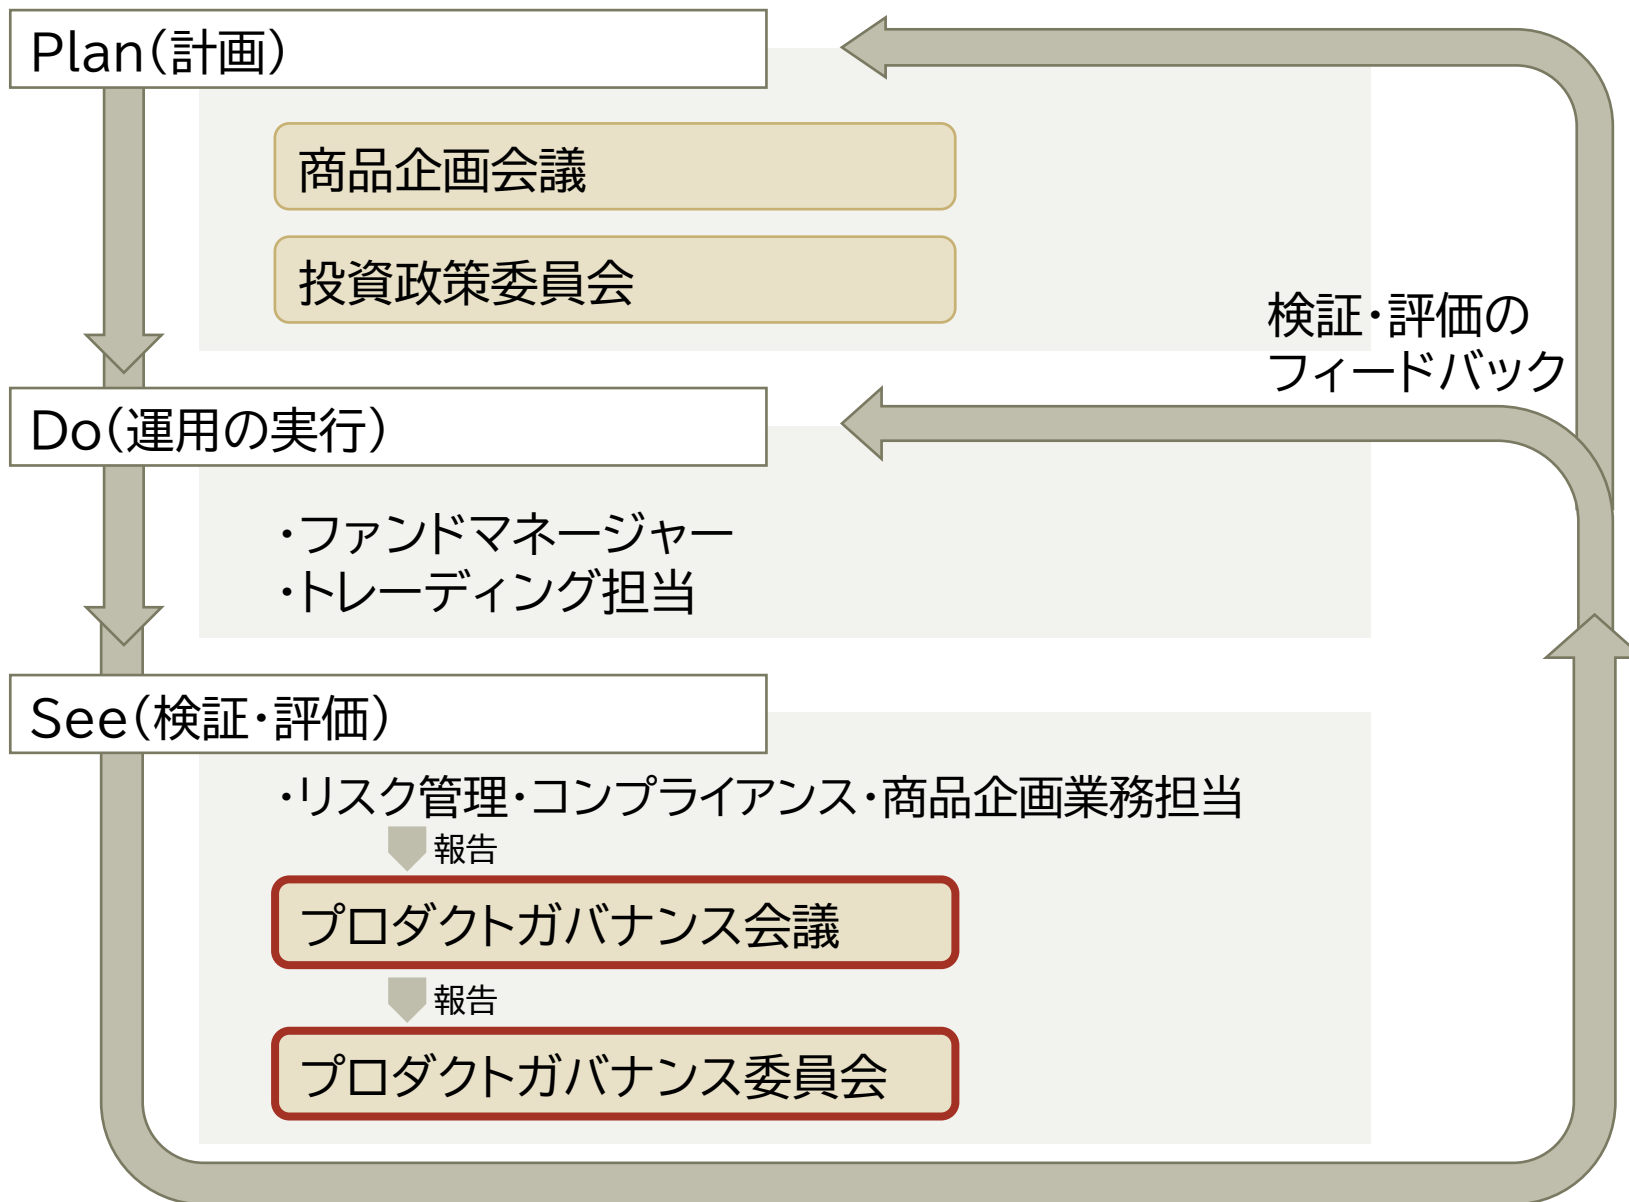 Plan(計画)
商品企画会議
投資政策委員会
検証・評価の
フィードバック
Do(運用の実行)
・ファンドマネージャー
・トレーディング担当
See(検証・評価)
・リスク管理・コンプライアンス・商品企画業務担当
報告
プロダクトガバナンス会議
報告
プロダクトガバナンス委員会